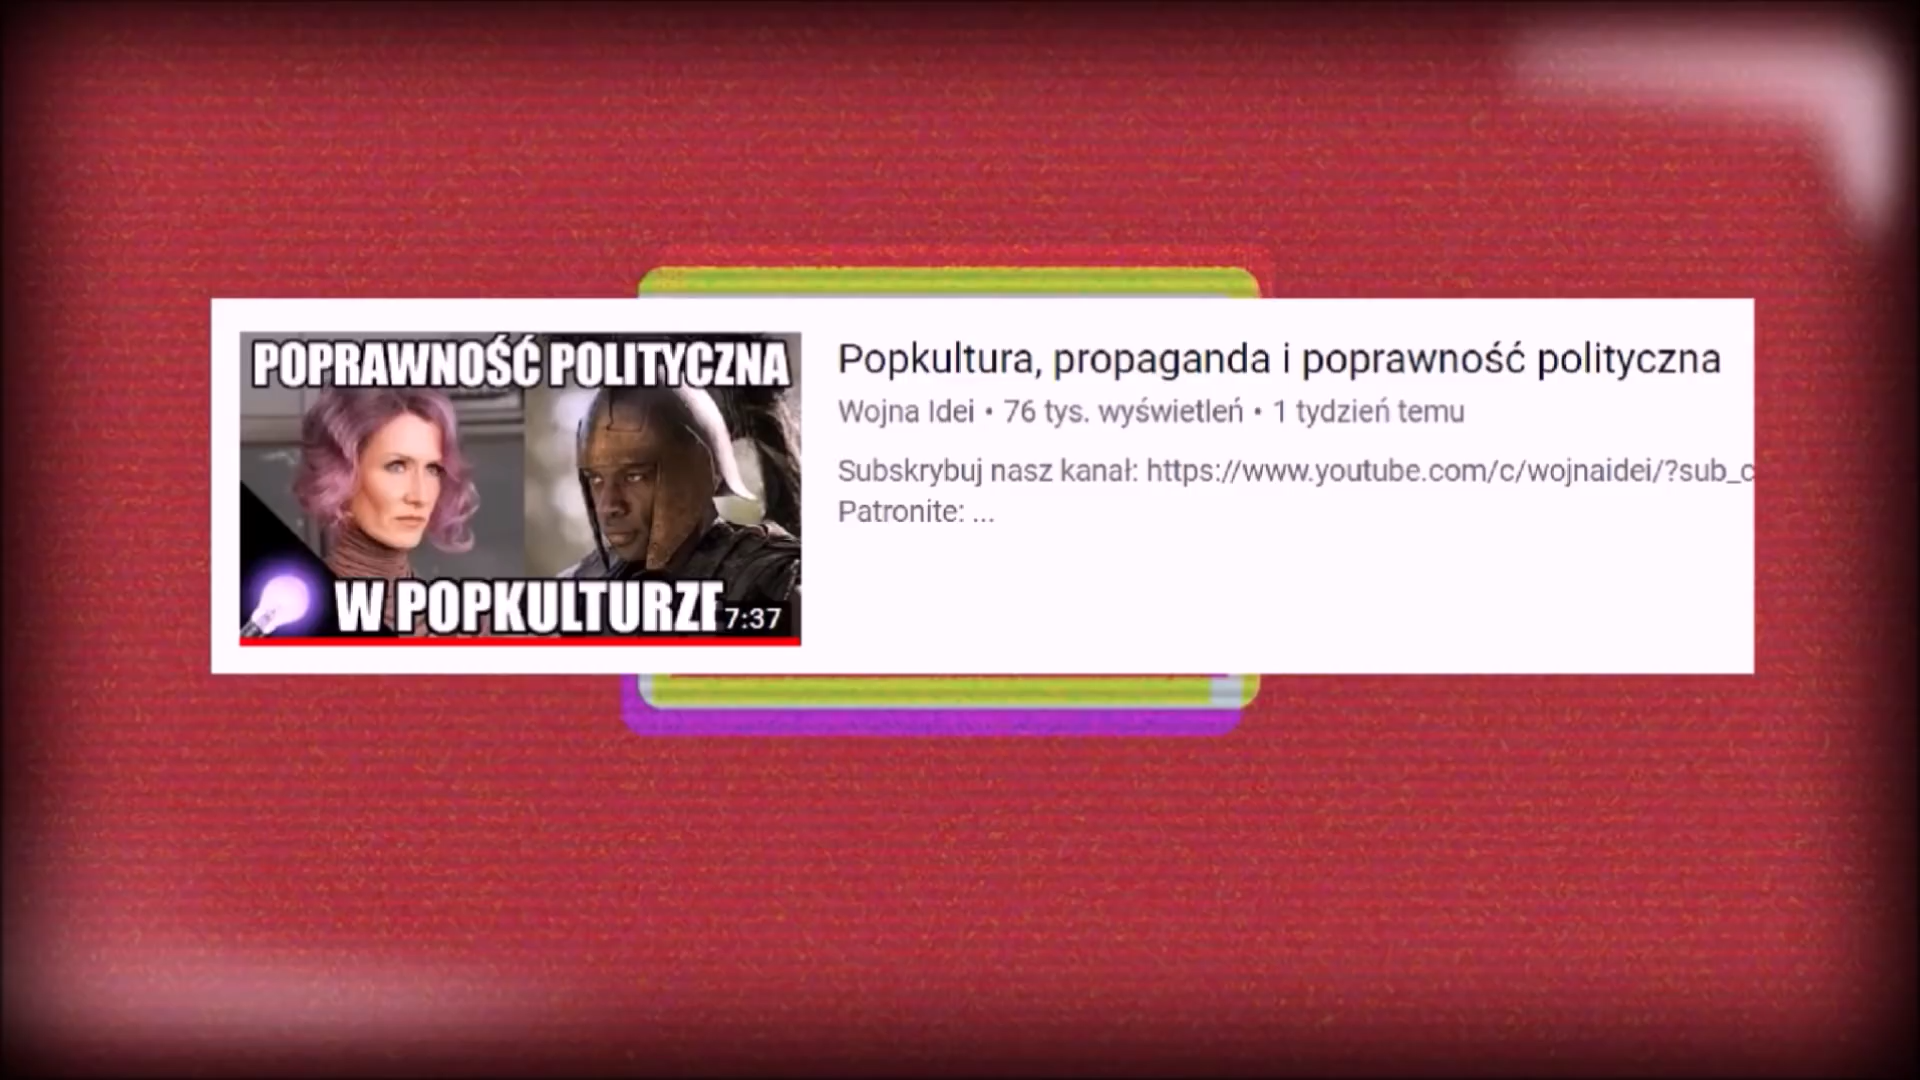 POPRAWNOŚĆ POLITYCZNA
W POPKULTURZE
7:37
Popkultura, propaganda i poprawność polityczna
Wojna Idei • 76 tys. wyświetleń • 1 tydzień temu
Subskrybuj nasz kanał: https://www.youtube.com/c/wojnaidei/?sub_c
Patronite: ...